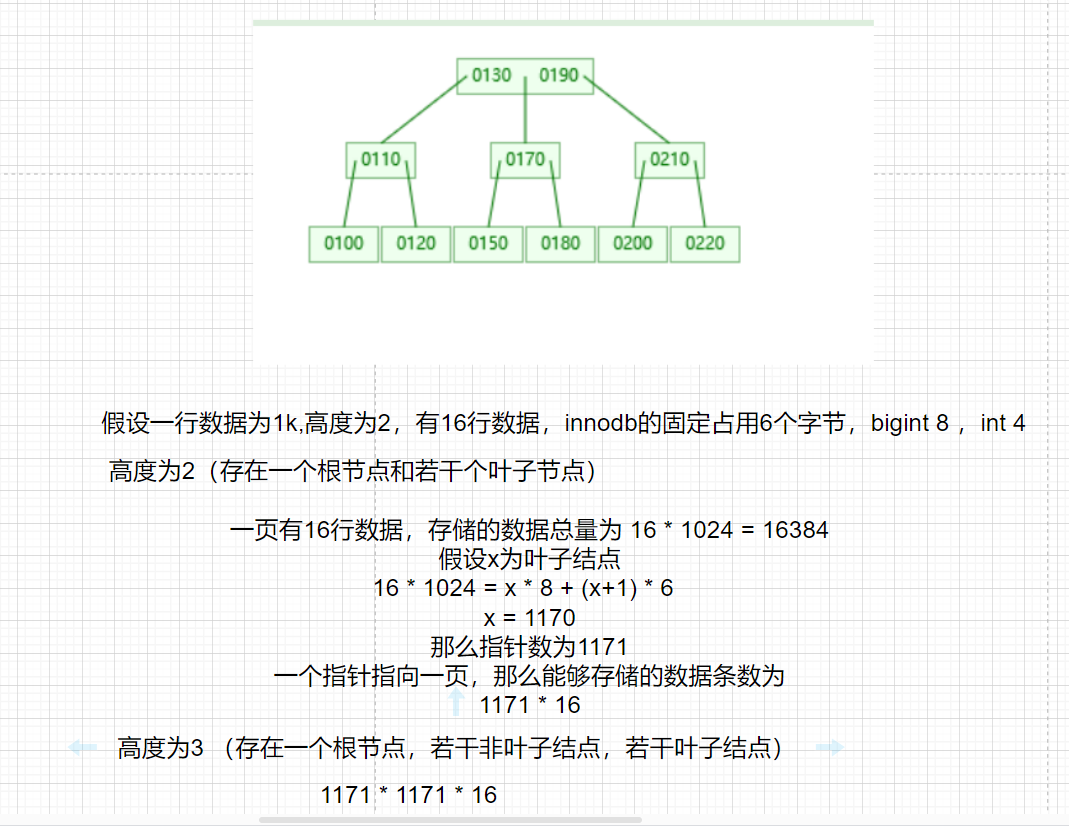 0130 0190
0110 0170 0210
0100 0120 0150 0180 0200 0220
假设一行数据为1k,高度为2，有16行数据，innodb的固定占用6个字节，bigint 8 ，int 4
高度为2（存在一个根节点和若干个叶子节点）
一页有16行数据，存储的数据总量为 16 * 1024 = 16384
假设x为叶子结点
16 * 1024 = x * 8 + (x+1) * 6
x = 1170
那么指针数为1171
一个指针指向一页，那么能够存储的数据条数为
1171 * 16
高度为3 （存在一个根节点，若干非叶子结点，若干叶子结点）
1171 * 1171 * 16